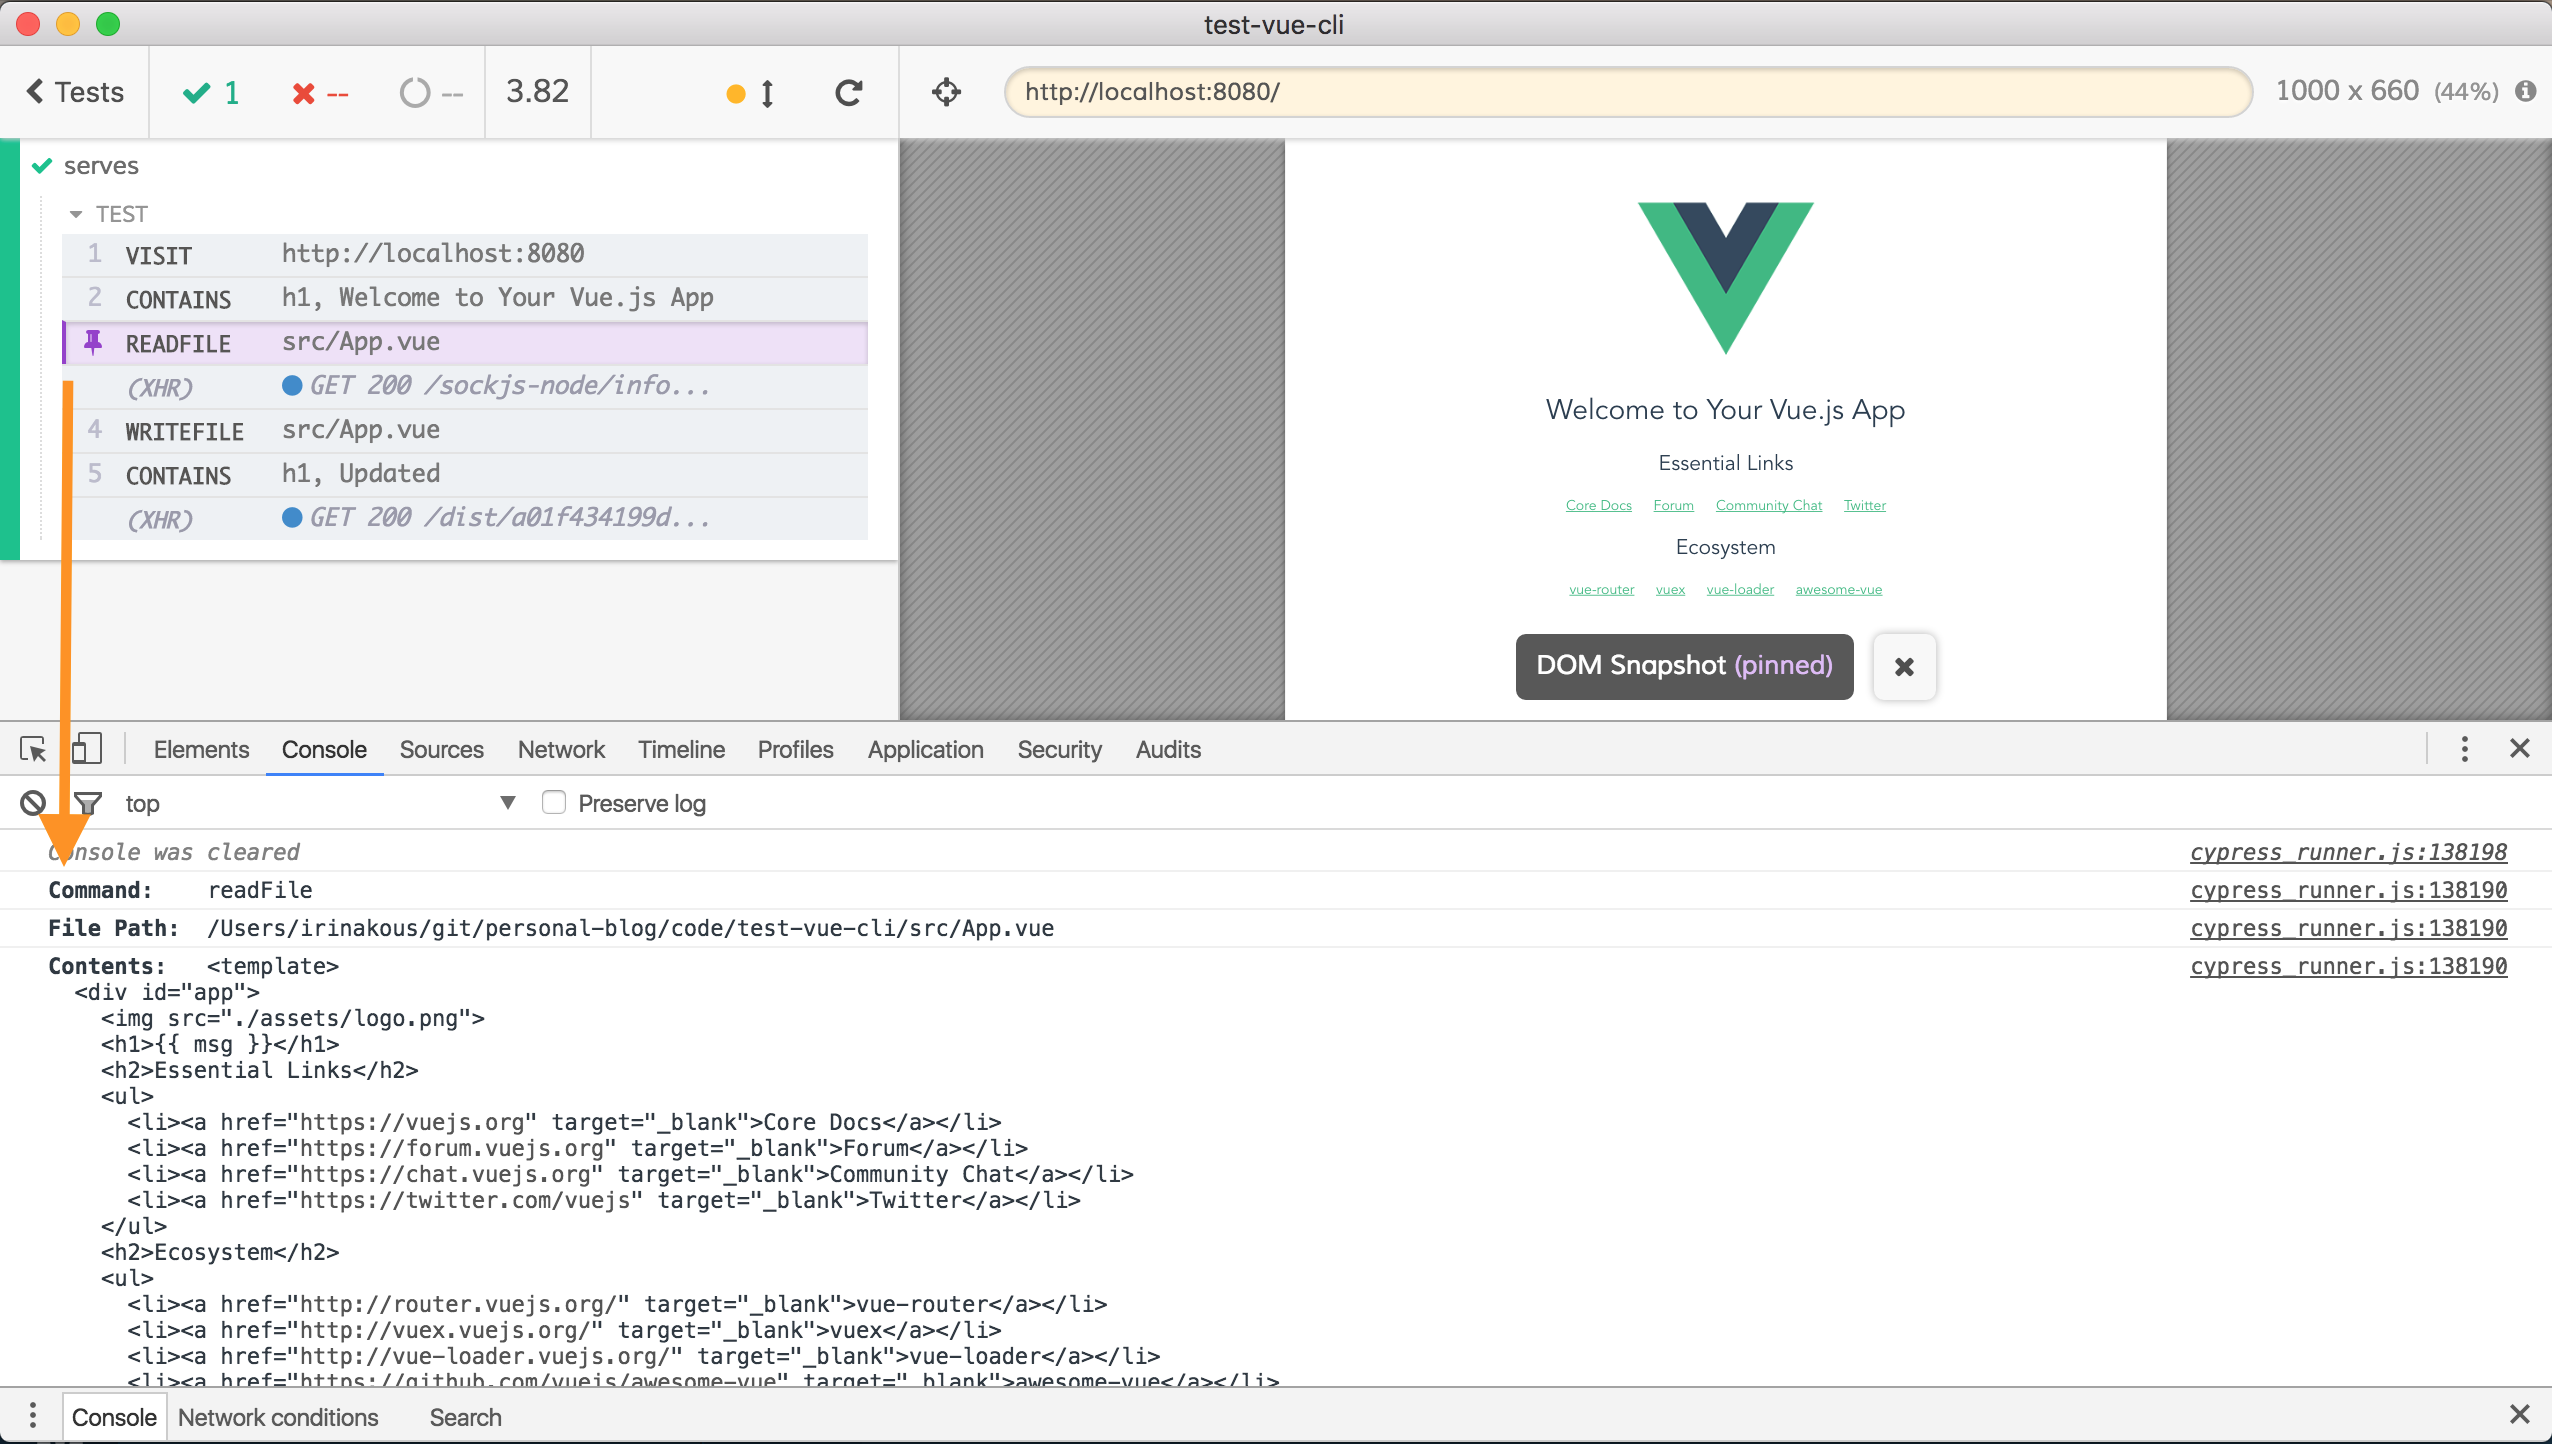 test-vue-cli
Tests 1 -- -- 3.82 http://localhost:8080/ 1000 x 660 (44%)
serves
TEST
1 VISIT http://localhost:8080
2 CONTAINS h1, Welcome to Your Vue.js App
READFILE src/App.vue
(XHR) GET 200 /sockjs-node/info...
4 WRITEFILE src/App.vue
5 CONTAINS h1, Updated
(XHR) GET 200 /dist/a01f434199d...
Welcome to Your Vue.js App
Essential Links
Core Docs Forum Community Chat Twitter
Ecosystem
vue-router vuex vue-loader awesome-vue
DOM Snapshot (pinned)
Elements Console Sources Network Timeline Profiles Application Security Audits
top Preserve log
Console was cleared cypress_runner.js:138198
Command: readFile cypress_runner.js:138190
File Path: /Users/irinakous/git/personal-blog/code/test-vue-cli/src/App.vue cypress_runner.js:138190
Contents: <template> cypress_runner.js:138190
<div id="app">
<img src="./assets/logo.png">
<h1>{{ msg }}</h1>
<h2>Essential Links</h2>
<ul>
<li><a href="https://vuejs.org" target="_blank">Core Docs</a></li>
<li><a href="https://forum.vuejs.org" target="_blank">Forum</a></li>
<li><a href="https://chat.vuejs.org" target="_blank">Community Chat</a></li>
<li><a href="https://twitter.com/vuejs" target="_blank">Twitter</a></li>
</ul>
<h2>Ecosystem</h2>
<ul>
<li><a href="http://router.vuejs.org/" target="_blank">vue-router</a></li>
<li><a href="http://vuex.vuejs.org/" target="_blank">vuex</a></li>
<li><a href="http://vue-loader.vuejs.org/" target="_blank">vue-loader</a></li>
<li><a href="https://github.com/vuejs/awesome-vue" target="_blank">awesome-vue</a></li>
Console Network conditions Search